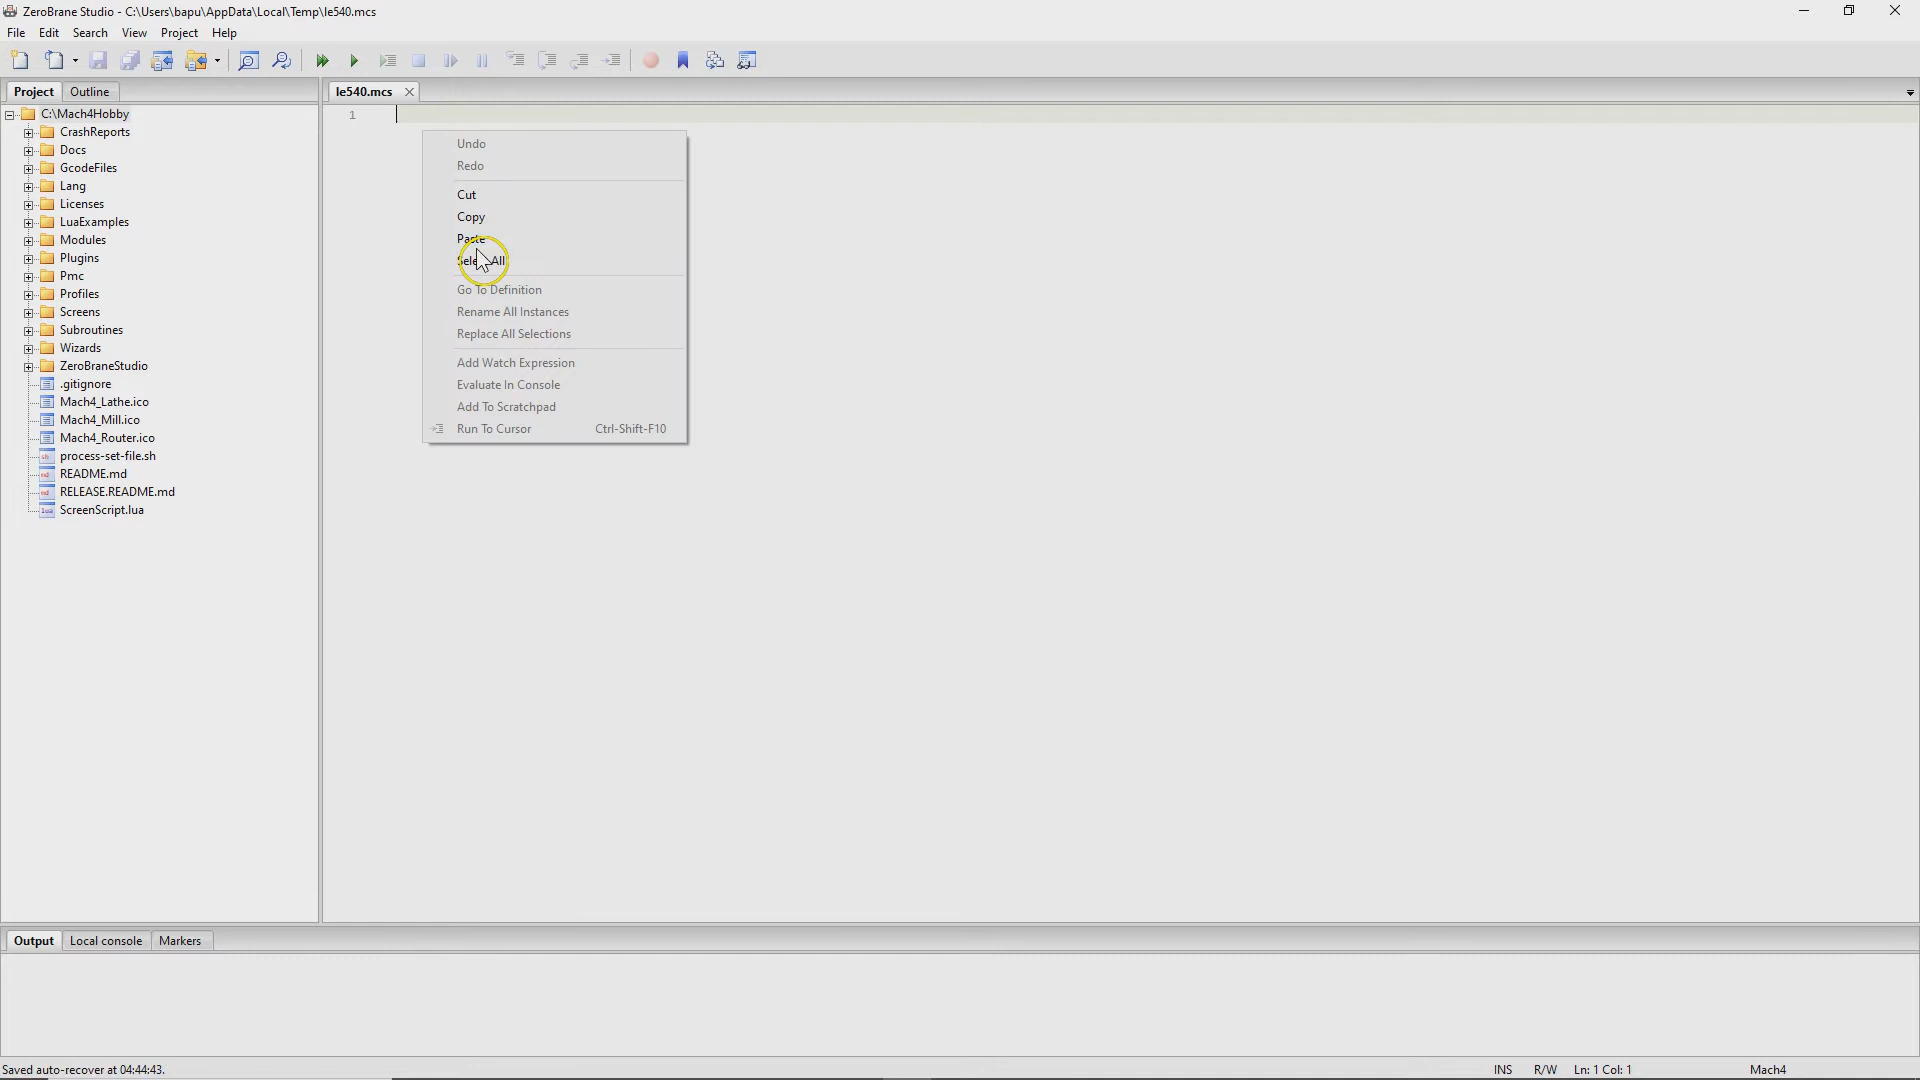 ZeroBrane Studio - C:\Users\bapu\AppData\Local\Temp\le540.mcs
File Edit Search View Project Help
Project Outline
le540.mcs
C:\Mach4Hobby
1
CrashReports
Docs
GcodeFiles
Lang
Licenses
LuaExamples
Modules
Plugins
Pmc
Profiles
Screens
Subroutines
Wizards
ZeroBraneStudio
.gitignore
Mach4_Lathe.ico
Mach4_Mill.ico
Mach4_Router.ico
process-set-file.sh
README.md
RELEASE.README.md
ScreenScript.lua
Undo
Redo
Cut
Copy
Paste
Select All
Go To Definition
Rename All Instances
Replace All Selections
Add Watch Expression
Evaluate In Console
Add To Scratchpad
Run To Cursor Ctrl-Shift-F10
Output Local console Markers
Saved auto-recover at 04:44:43.
INS R/W Ln: 1 Col: 1 Mach4